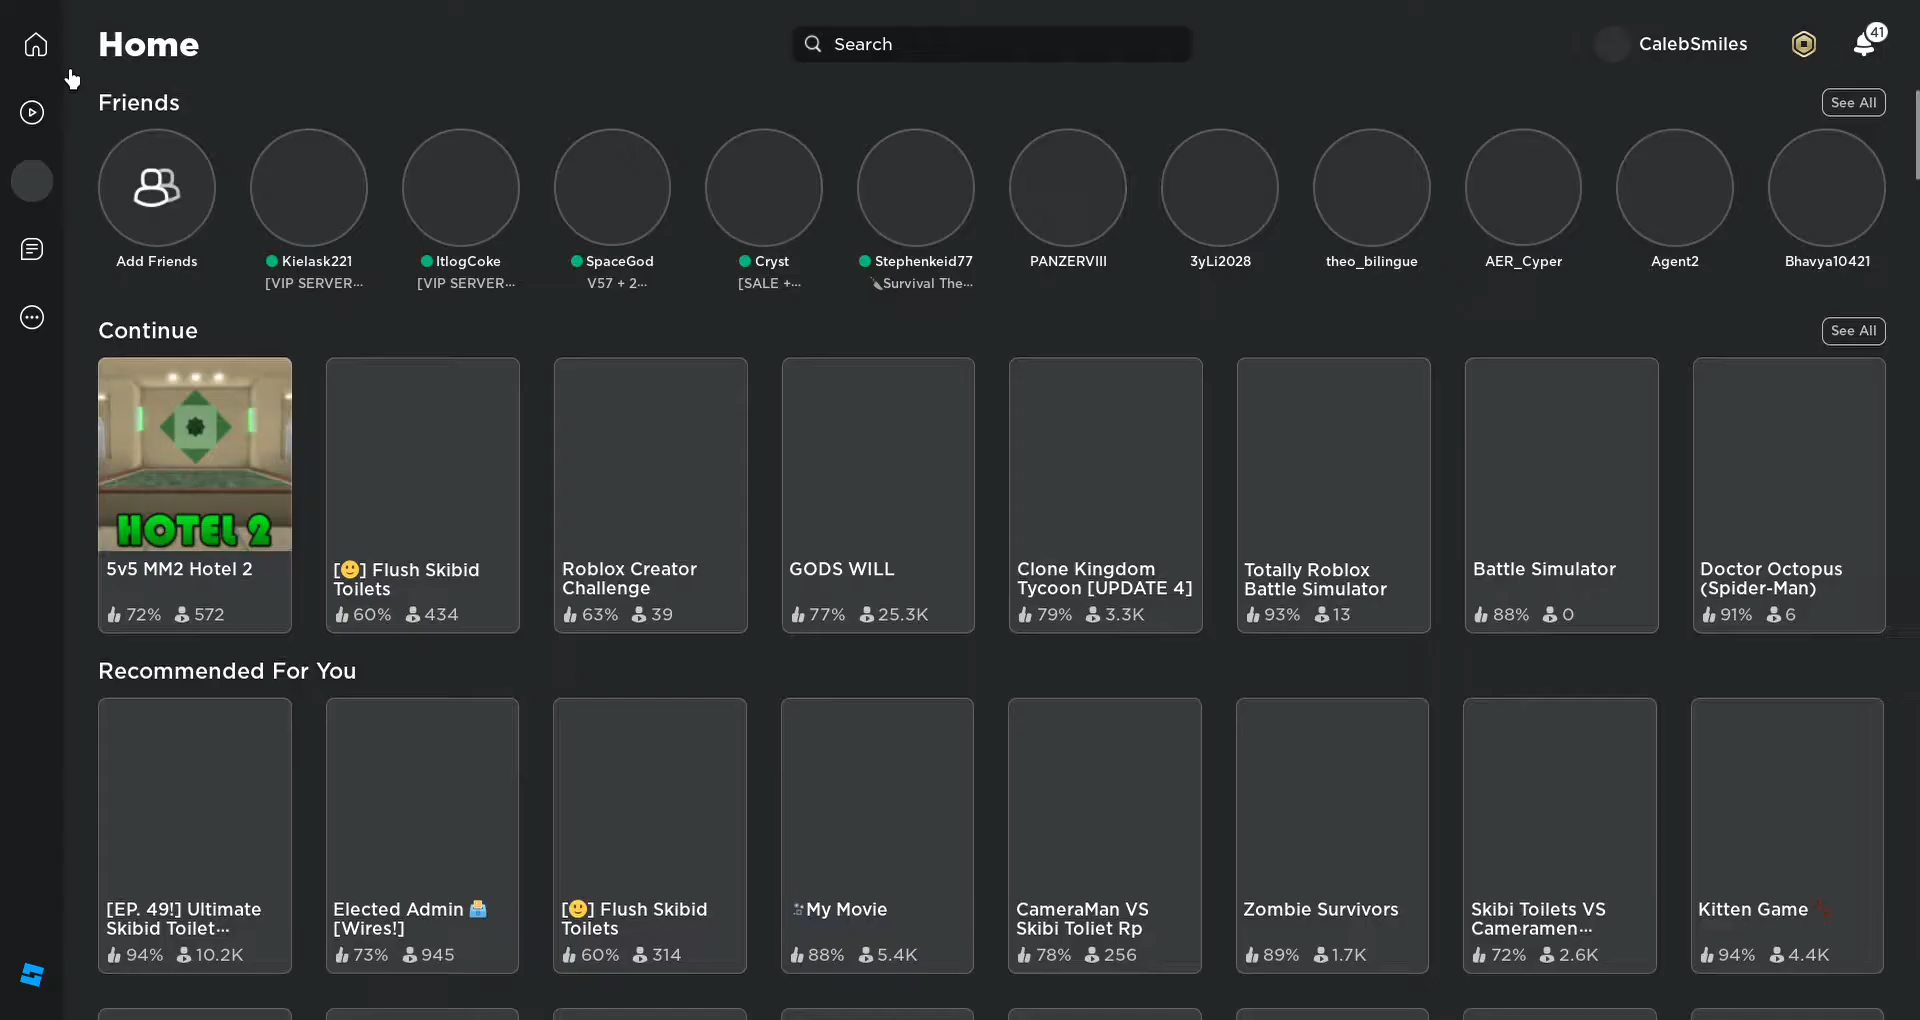 Home
Search
CalebSmiles
41
Friends
See All
Add Friends
Kielask221
[VIP SERVER...
ItlogCoke
[VIP SERVER...
SpaceGod
V57 + 2...
Cryst
[SALE +...
Stephenkeid77
🔪Survival The...
PANZERVIII
3yLi2028
theo_bilingue
AER_Cyper
Agent2
Bhavya10421
Continue
See All
HOTEL 2
5v5 MM2 Hotel 2
72% 572
[🙂] Flush Skibid
Toilets
60% 434
Roblox Creator
Challenge
63% 39
GODS WILL
77% 25.3K
Clone Kingdom
Tycoon [UPDATE 4]
79% 3.3K
Totally Roblox
Battle Simulator
93% 13
Battle Simulator
88% 0
Doctor Octopus
(Spider-Man)
91% 6
Recommended For You
[EP. 49!] Ultimate
Skibid Toilet...
94% 10.2K
Elected Admin 🗳️
[Wires!]
73% 945
[🙂] Flush Skibid
Toilets
60% 314
My Movie
88% 5.4K
CameraMan VS
Skibi Toliet Rp
78% 256
Zombie Survivors
89% 1.7K
Skibi Toilets VS
Cameramen...
72% 2.6K
Kitten Game
94% 4.4K